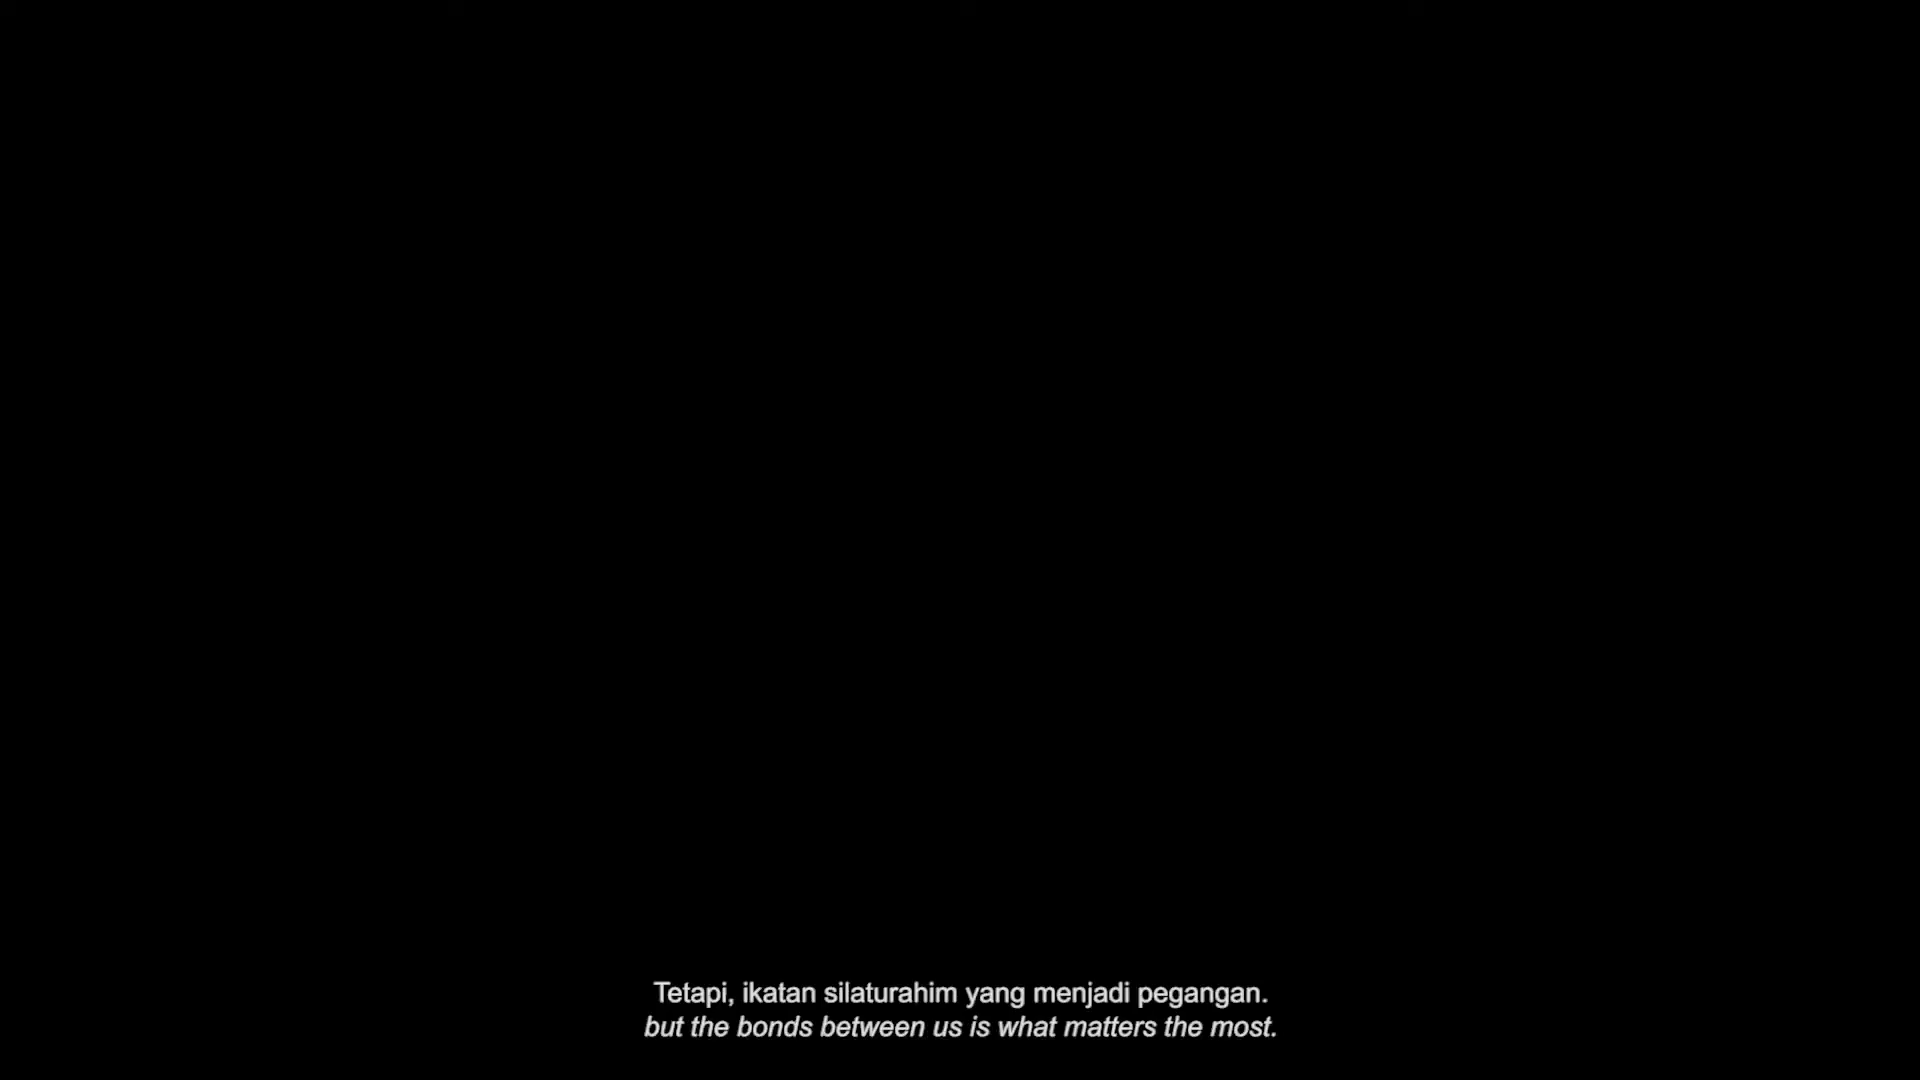 Tetapi, ikatan silaturahim yang menjadi pegangan.
but the bonds between us is what matters the most.